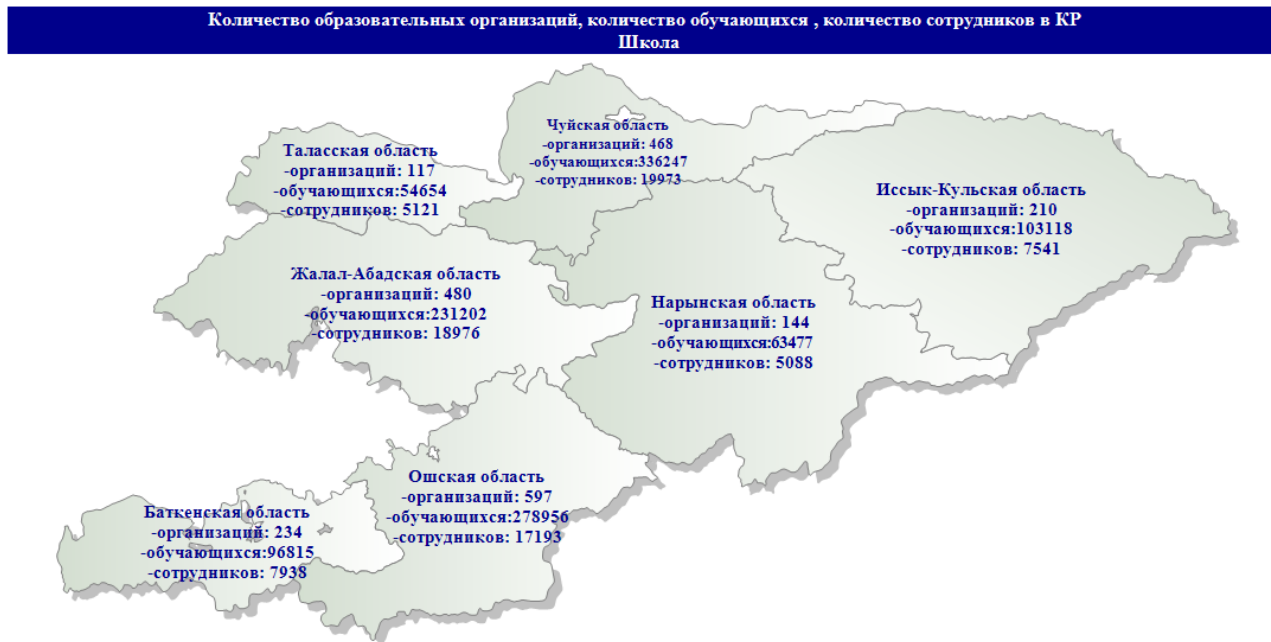 Количество образовательных организаций, количество обучающихся , количество сотрудников в КР
Школа
Чуйская область
-организаций: 468
-обучающихся:336247
-сотрудников: 19973
Таласская область
-организаций: 117
-обучающихся:54654
-сотрудников: 5121
Иссык-Кульская область
-организаций: 210
-обучающихся:103118
-сотрудников: 7541
Жалал-Абадская область
-организаций: 480
-обучающихся:231202
-сотрудников: 18976
Нарынская область
-организаций: 144
-обучающихся:63477
-сотрудников: 5088
Ошская область
-организаций: 597
-обучающихся:278956
-сотрудников: 17193
Баткенская область
-организаций: 234
-обучающихся:96815
-сотрудников: 7938